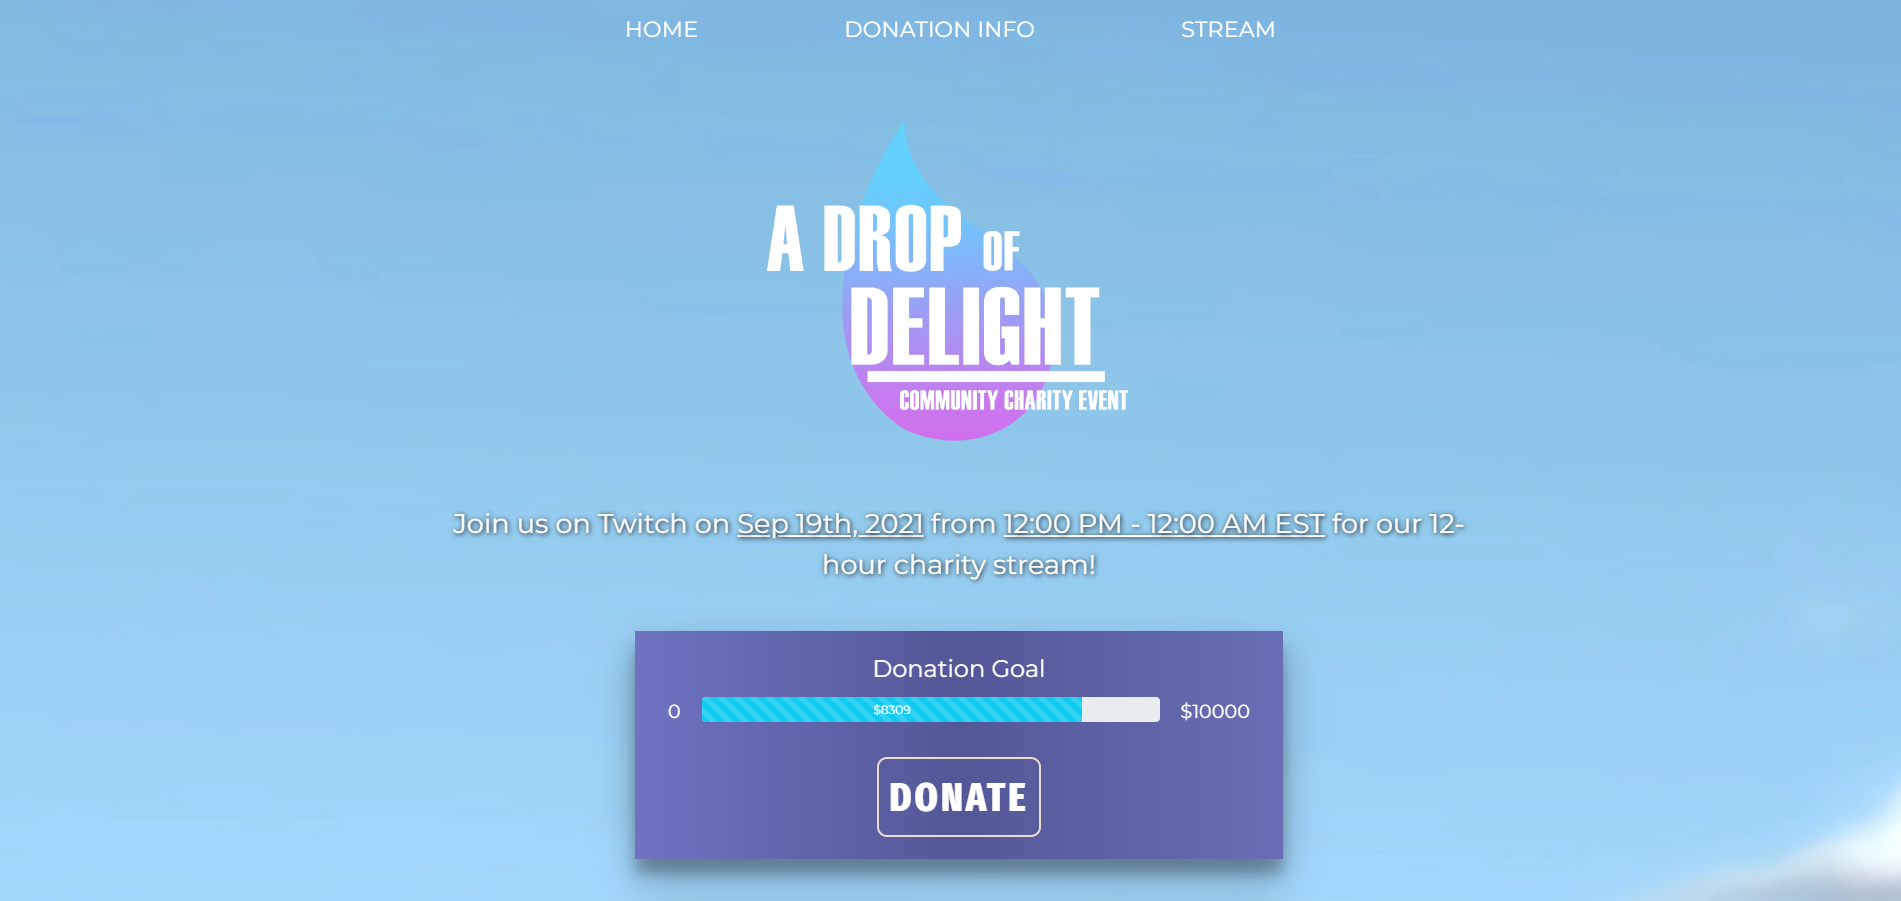 HOME DONATION INFO STREAM
A DROP OF
DELIGHT
COMMUNITY CHARITY EVENT
Join us on Twitch on Sep 19th, 2021 from 12:00 PM - 12:00 AM EST for our 12-
hour charity stream!
Donation Goal
0 $8309 $10000
DONATE